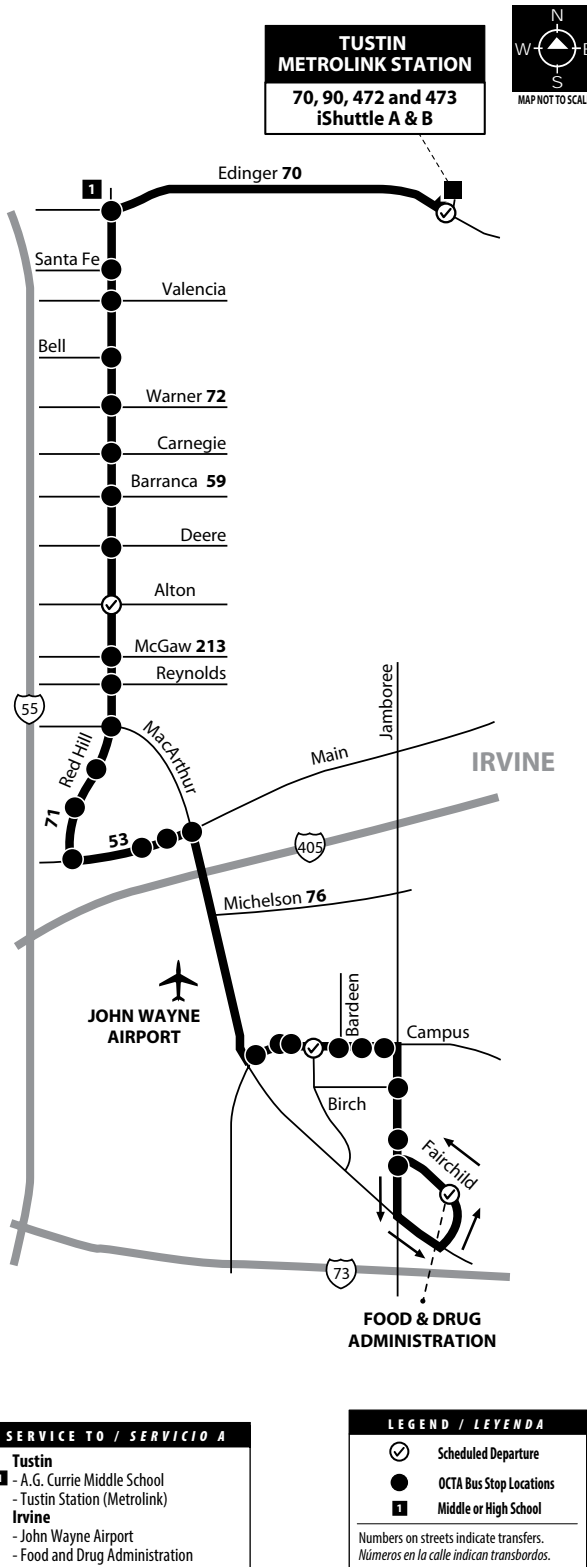 TUSTIN
METROLINK STATION
70, 90, 472 and 473
iShuttle A & B
N
W
S
MAP NOT TO SCAL
Edinger 70
1
Santa Fe
Valencia
Bell
Warner 72
Carnegie
Barranca 59
Deere
Alton
McGaw 213
Reynolds
55
Red Hill
MacArthur
Jamboree
Main
IRVINE
71
53
405
Michelson 76
JOHN WAYNE
AIRPORT
Bardeen
Campus
Birch
Fairchild
73
FOOD & DRUG
ADMINISTRATION
SERVICE TO / SERVICIO A
Tustin
- A.G. Currie Middle School
- Tustin Station (Metrolink)
Irvine
- John Wayne Airport
- Food and Drug Administration
LEGEND / LEYENDA
Scheduled Departure
OCTA Bus Stop Locations
1 Middle or High School
Numbers on streets indicate transfers.
Números en la calle indican transbordos.